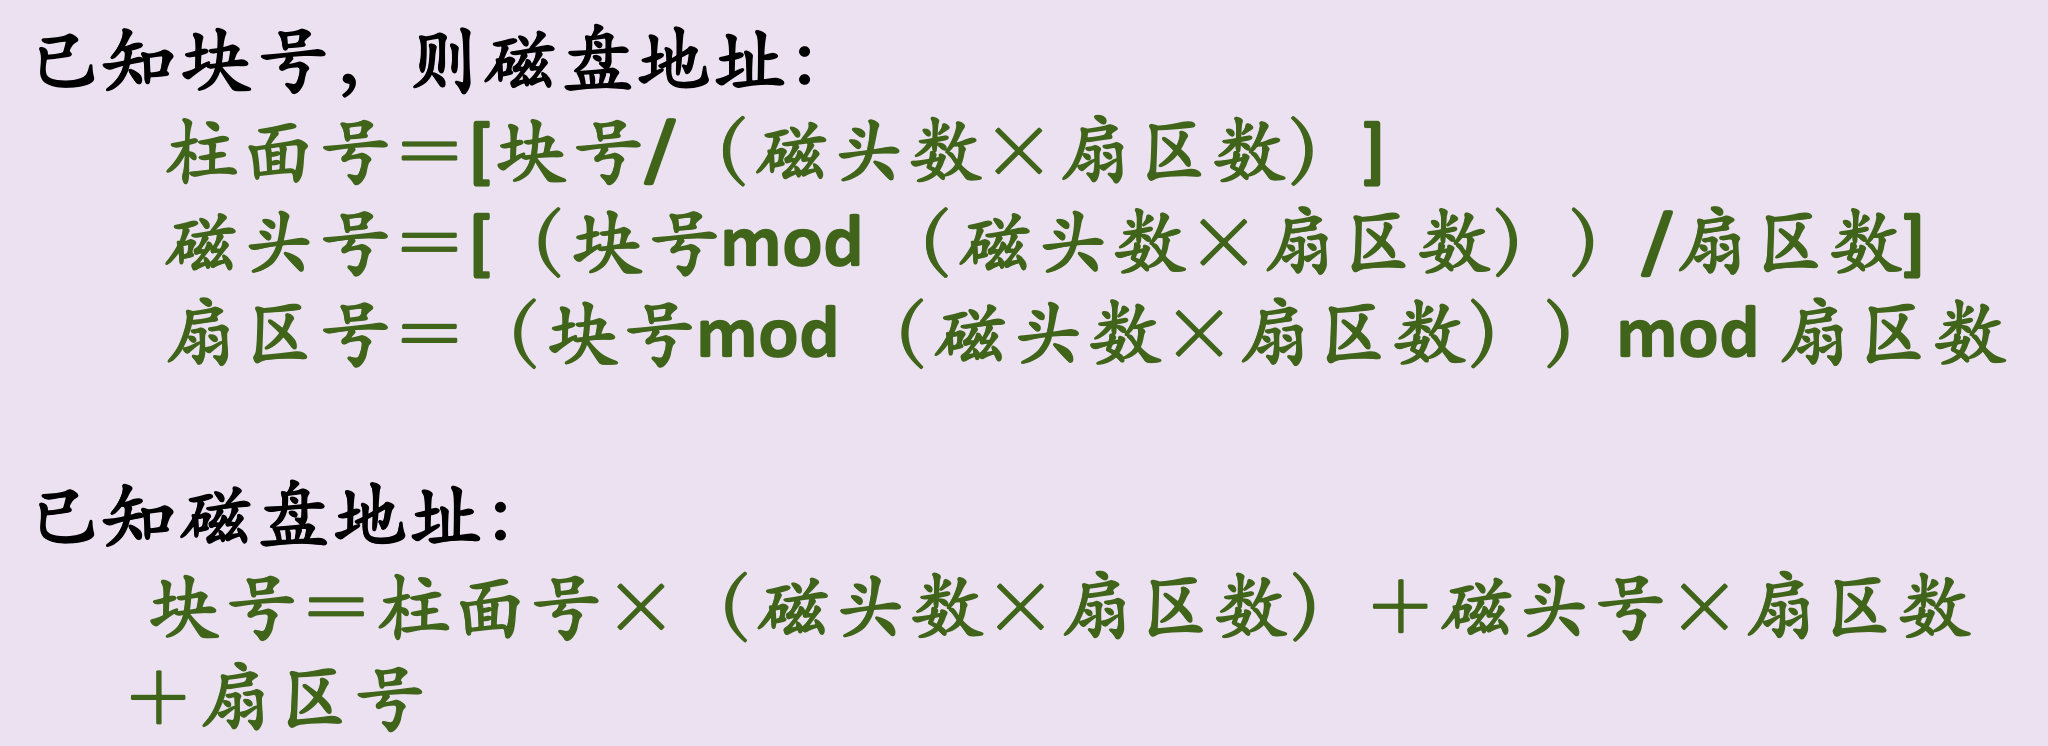 已知块号，则磁盘地址：
柱面号＝[块号/（磁头数×扇区数）]
磁头号＝[（块号mod（磁头数×扇区数））/扇区数]
扇区号＝（块号mod（磁头数×扇区数））mod 扇区数
已知磁盘地址：
块号＝柱面号×（磁头数×扇区数）＋磁头号×扇区数
＋扇区号